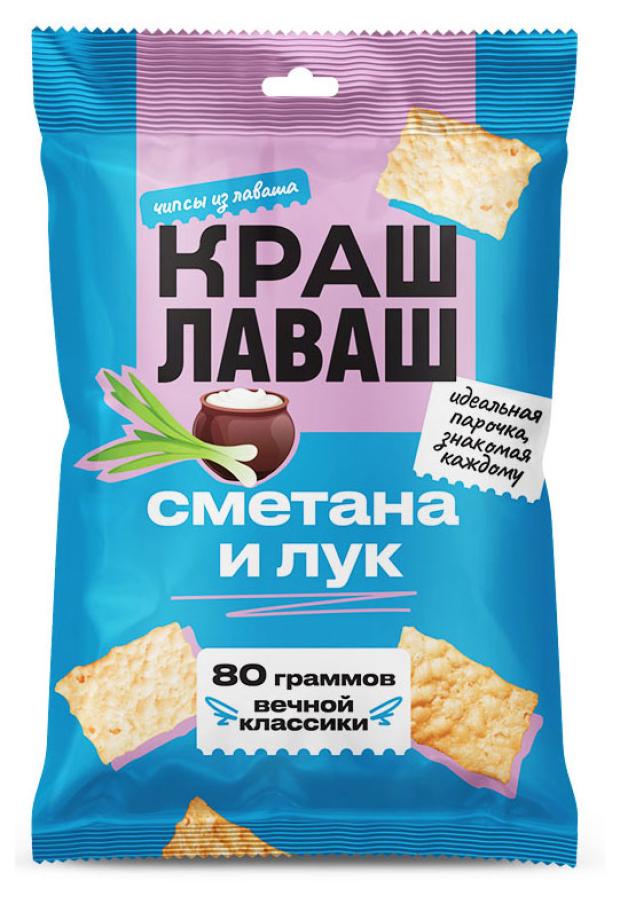 чипсы из лаваша
КРАШ
ЛАВАШ
идеальная
парочка,
знакомая
каждому
сметана
и лук
80 граммов
вечной
классики